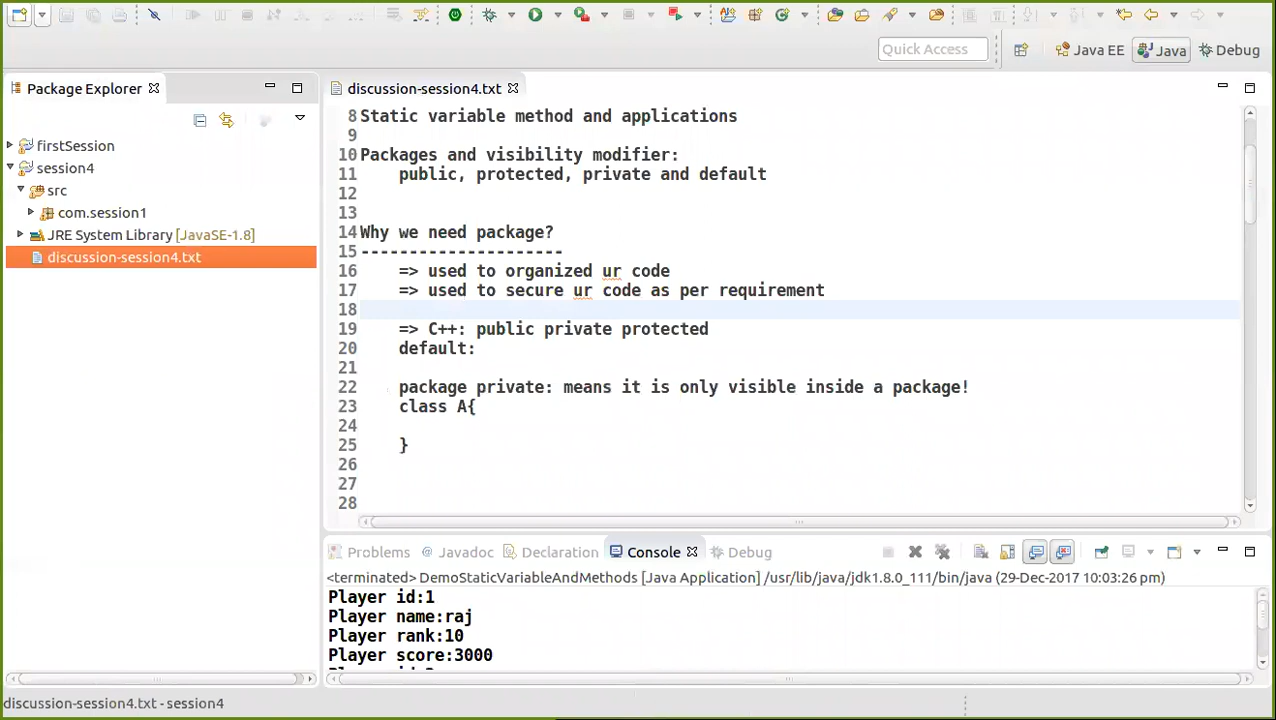 Quick Access
Java EE
Java
Debug
Package Explorer
discussion-session4.txt
firstSession
session4
src
com.session1
JRE System Library [JavaSE-1.8]
discussion-session4.txt
8 Static variable method and applications
9
10 Packages and visibility modifier:
11 public, protected, private and default
12
13
14 Why we need package?
15 ---------------------
16 => used to organized ur code
17 => used to secure ur code as per requirement
18
19 => C++: public private protected
20 default:
21
22 package private: means it is only visible inside a package!
23 class A{
24
25 }
26
27
28
Problems @ Javadoc Declaration Console Debug
<terminated> DemoStaticVariableAndMethods [Java Application] /usr/lib/java/jdk1.8.0_111/bin/java (29-Dec-2017 10:03:26 pm)
Player id:1
Player name:raj
Player rank:10
Player score:3000
discussion-session4.txt - session4